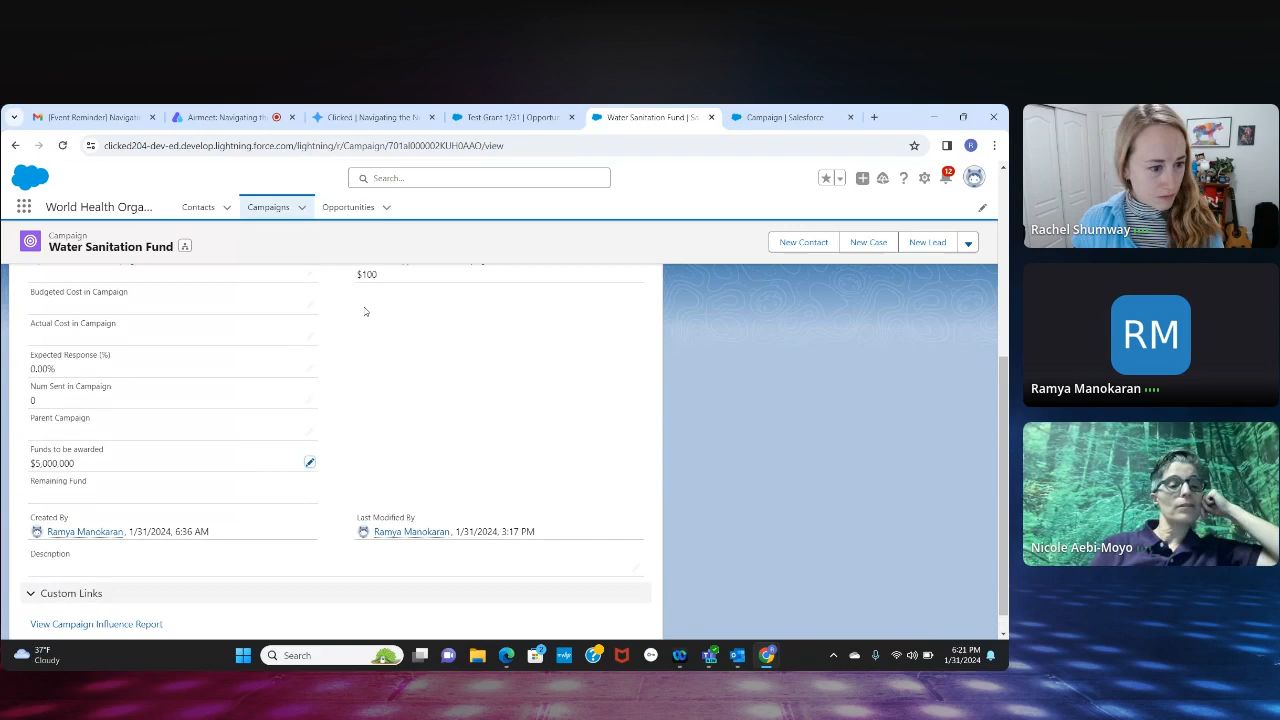 [Event Reminder] Navigati
Airmeet: Navigating th
Clicked | Navigating the N
Test Grant 1/31 | Opportu
Water Sanitation Fund | Sa
Campaign | Salesforce
clicked204-dev-ed.develop.lightning.force.com/lightning/r/Campaign/701al000002KUH0AAO/view
Search...
12
World Health Orga...
Contacts
Campaigns
Opportunities
Campaign
Water Sanitation Fund
New Contact
New Case
New Lead
$100
Budgeted Cost in Campaign
Actual Cost in Campaign
Expected Response (%)
0.00%
Num Sent in Campaign
0
Parent Campaign
Funds to be awarded
$5,000,000
Remaining Fund
Created By
Ramya Manokaran, 1/31/2024, 6:36 AM
Last Modified By
Ramya Manokaran, 1/31/2024, 3:17 PM
Description
Custom Links
View Campaign Influence Report
37°F
Cloudy
Search
6:21 PM
1/31/2024
Rachel Shumway
RM
Ramya Manokaran
Nicole Aebi-Moyo